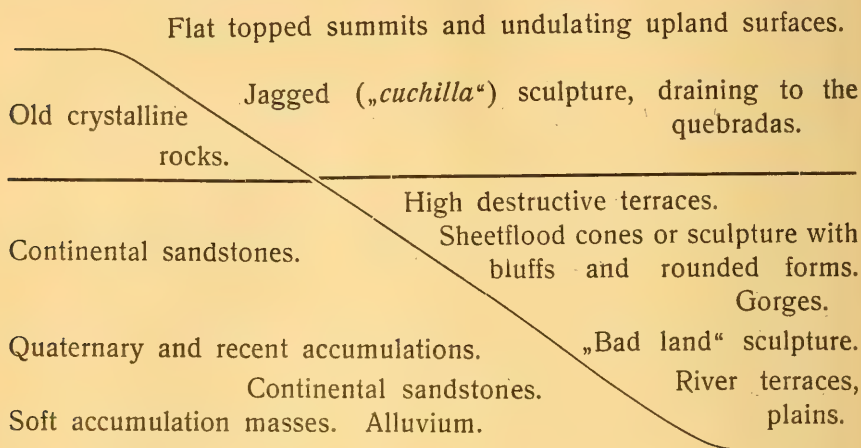 Flat topped summits and undulating upland surfaces.
Jagged („cuchilla“) sculpture, draining to the
quebradas.
Old crystalline
rocks.
High destructive terraces.
Sheetflood cones or sculpture with
bluffs and rounded forms.
Gorges.
Continental sandstones.
„Bad land“ sculpture.
Quaternary and recent accumulations.
River terraces,
plains.
Continental sandstones.
Soft accumulation masses. Alluvium.